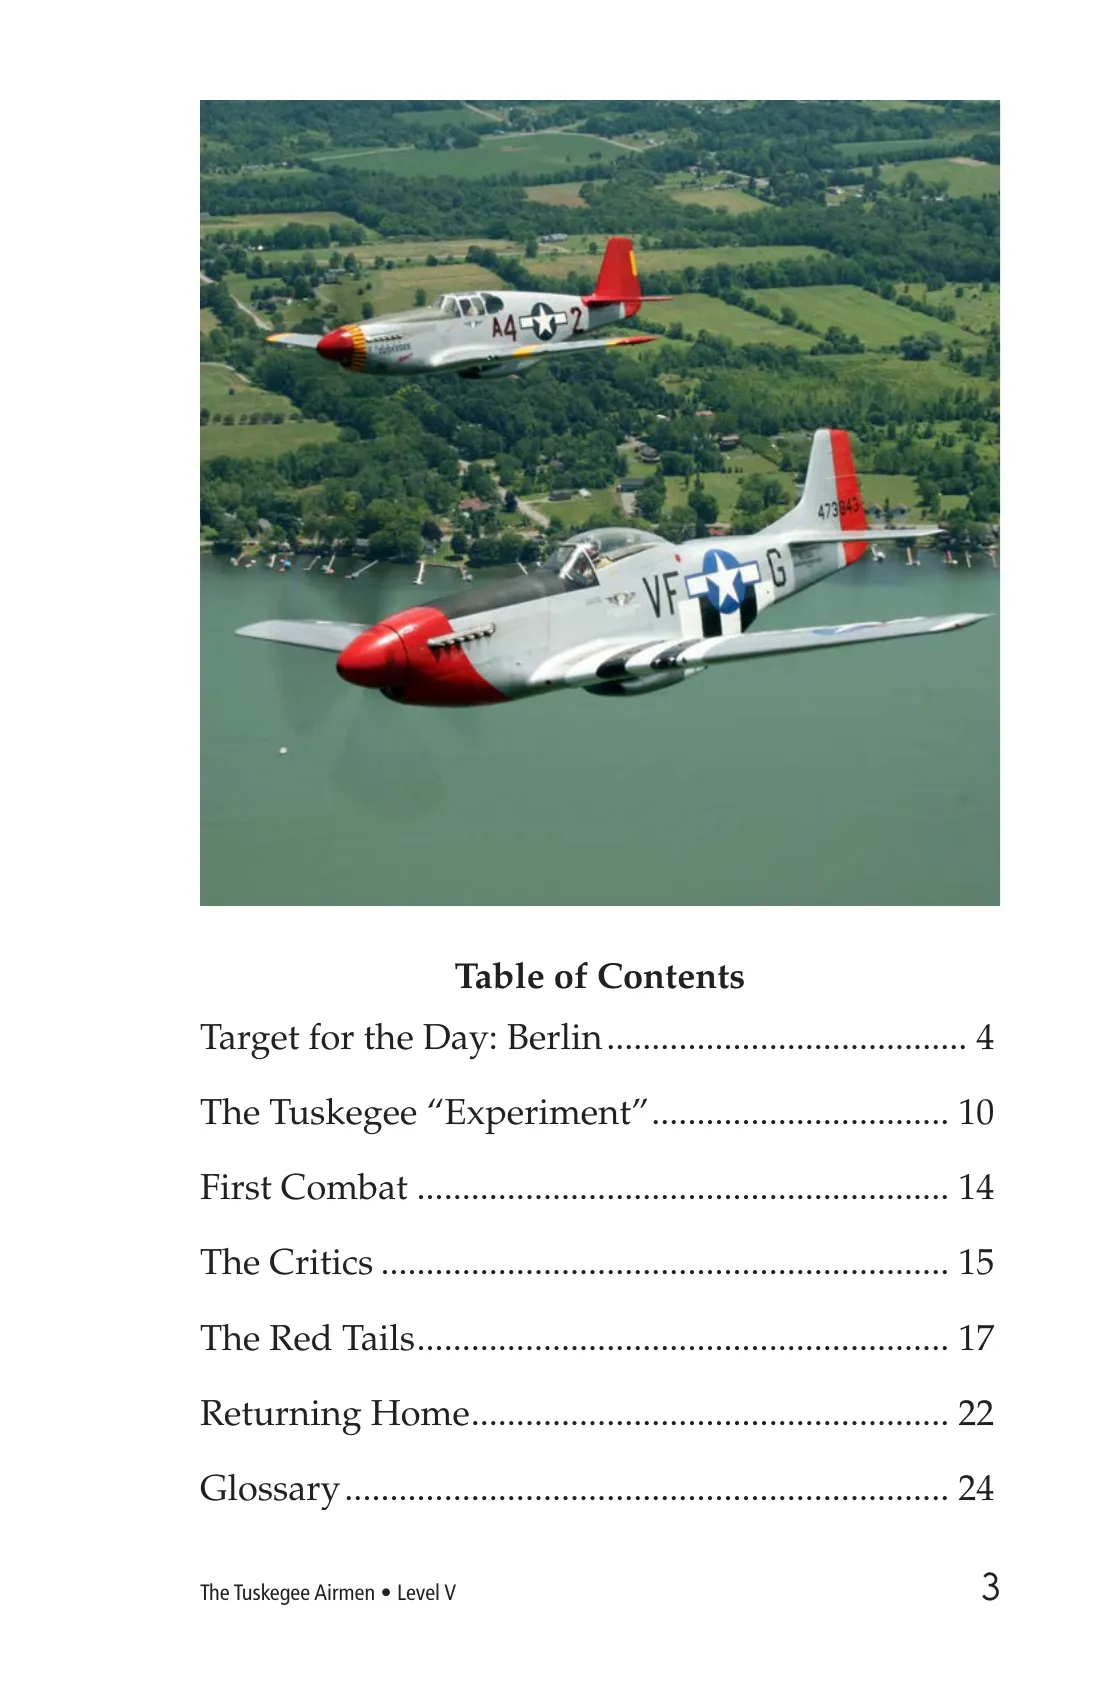 A4 2
473843
VF G
Table of Contents
Target for the Day: Berlin........................................ 4
The Tuskegee “Experiment”................................. 10
First Combat ........................................................... 14
The Critics ............................................................... 15
The Red Tails........................................................... 17
Returning Home..................................................... 22
Glossary................................................................... 24
The Tuskegee Airmen • Level V 3